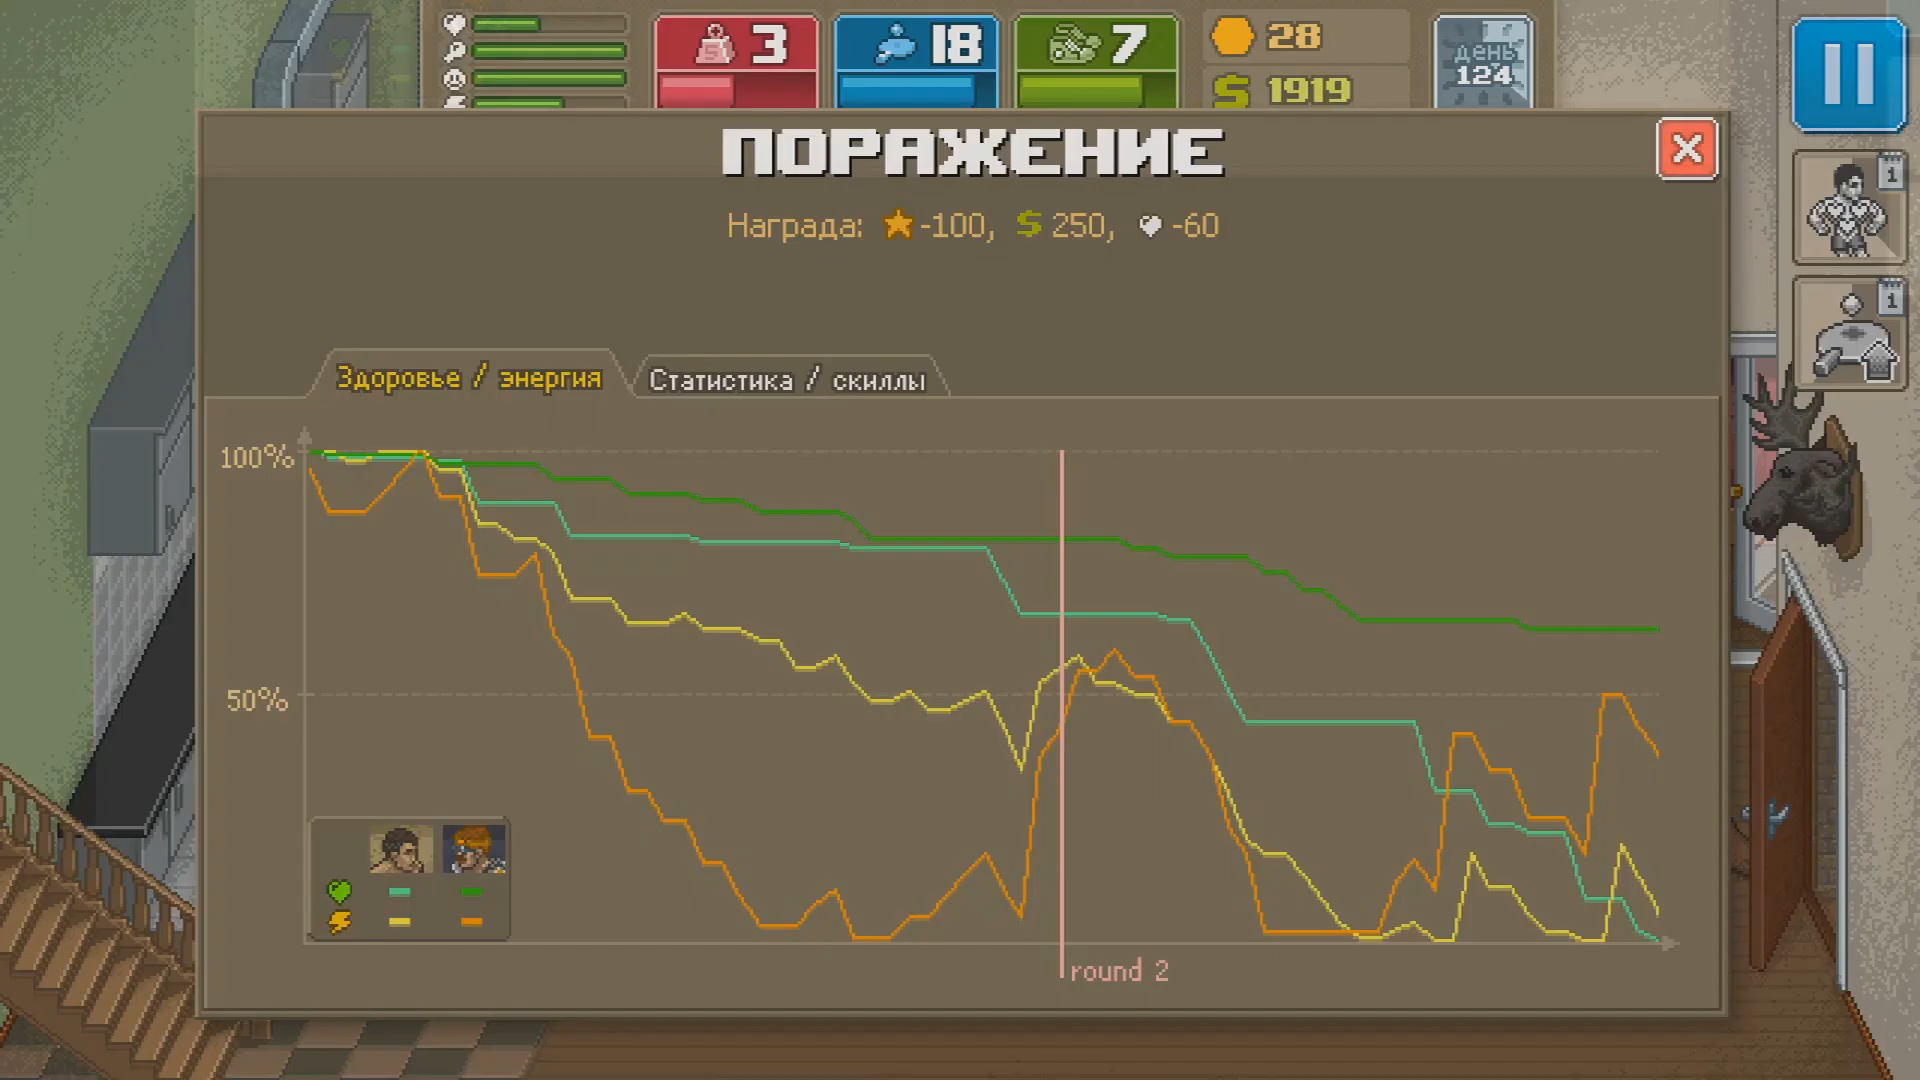 3
18
7
28
1919
день
124
ПОРАЖЕНИЕ
1
Награда: -100, $ 250, -60
1
Здоровье / энергия
Статистика / скиллы
100%
50%
round 2